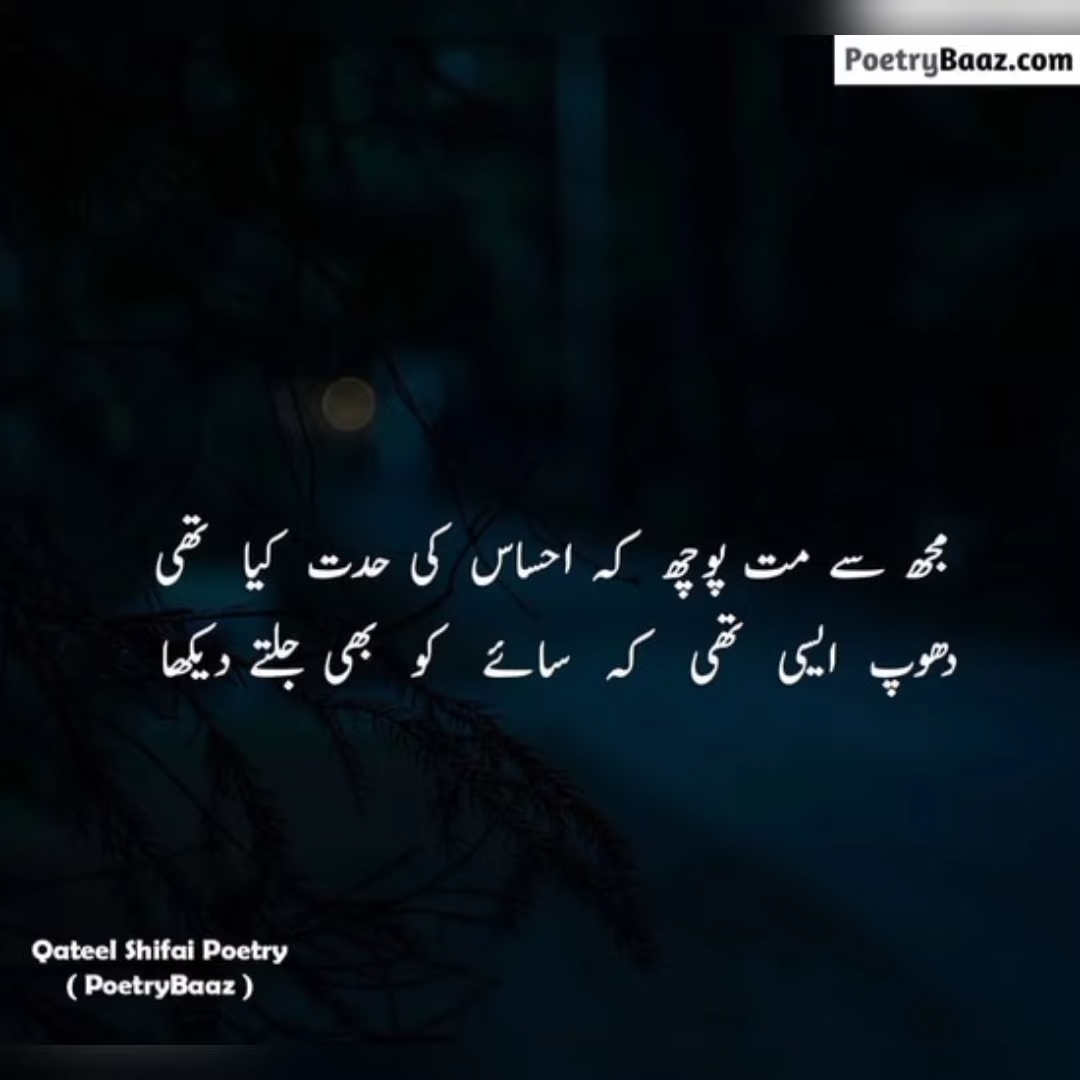 PoetryBaaz.com
مجھ سے مت پوچھ کہ احساس کی حدت کیا تھی
دھوپ ایسی تھی کہ سائے کو بھی جلتے دیکھا
Qateel Shifai Poetry
( PoetryBaaz )